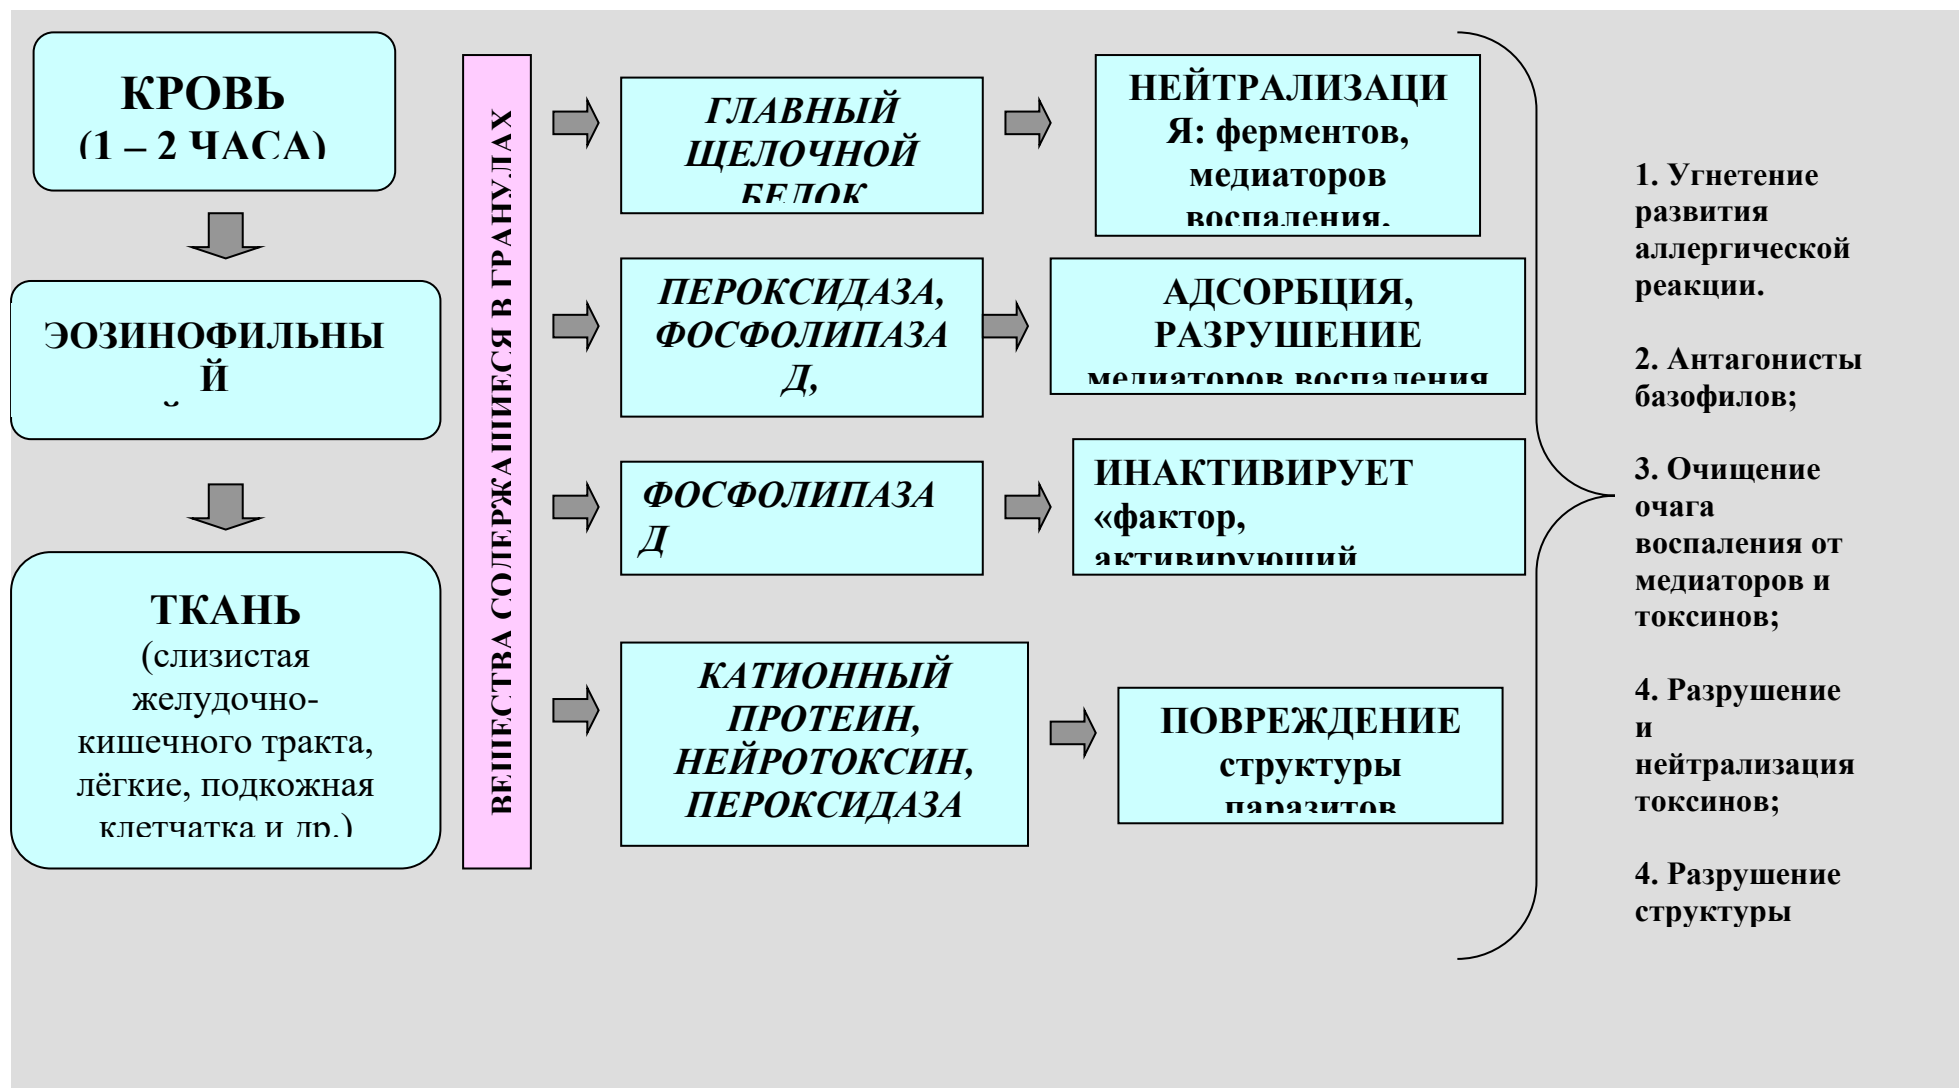 КРОВЬ
(1 – 2 ЧАСА)
ЭОЗИНОФИЛЬНЫ
Й
ТКАНЬ
(слизистая
желудочно-
кишечного тракта,
лёгкие, подкожная
клетчатка и др.)
ВЕЩЕСТВА СОДЕРЖАЩИЕСЯ В ГРАНУЛАХ
ГЛАВНЫЙ
ЩЕЛОЧНОЙ
БЕЛОК
НЕЙТРАЛИЗАЦИ
Я: ферментов,
медиаторов
воспаления.
ПЕРОКСИДАЗА,
ФОСФОЛИПАЗА
Д,
АДСОРБЦИЯ,
РАЗРУШЕНИЕ
медиаторов воспаления
ФОСФОЛИПАЗА
Д
ИНАКТИВИРУЕТ
«фактор,
активирующий
КАТИОННЫЙ
ПРОТЕИН,
НЕЙРОТОКСИН,
ПЕРОКСИДАЗА
ПОВРЕЖДЕНИЕ
структуры
паразитов
1. Угнетение
развития
аллергической
реакции.
2. Антагонисты
базофилов;
3. Очищение
очага
воспаления от
медиаторов и
токсинов;
4. Разрушение
и
нейтрализация
токсинов;
4. Разрушение
структуры